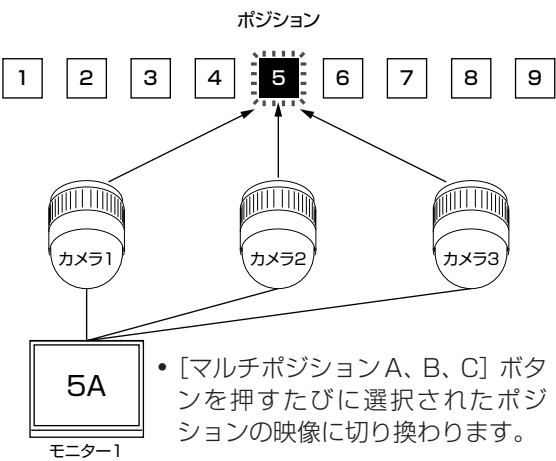 ポジション
1 2 3 4 5 6 7 8 9
カメラ1 カメラ2 カメラ3
5A
モニター1
• [マルチポジションA、B、C] ボタ
ンを押すたびに選択されたポジ
ションの映像に切り換わります。